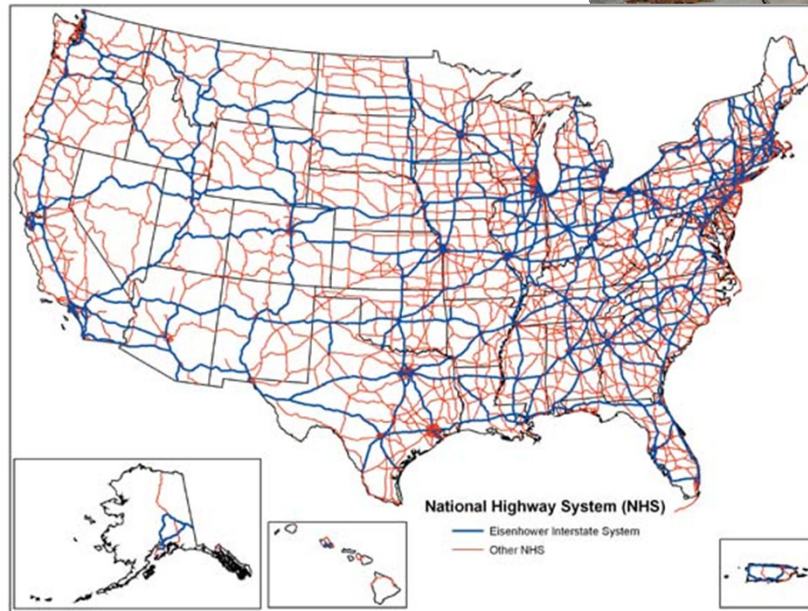 National Highway System (NHS)
Eisenhower Interstate System
Other NHS